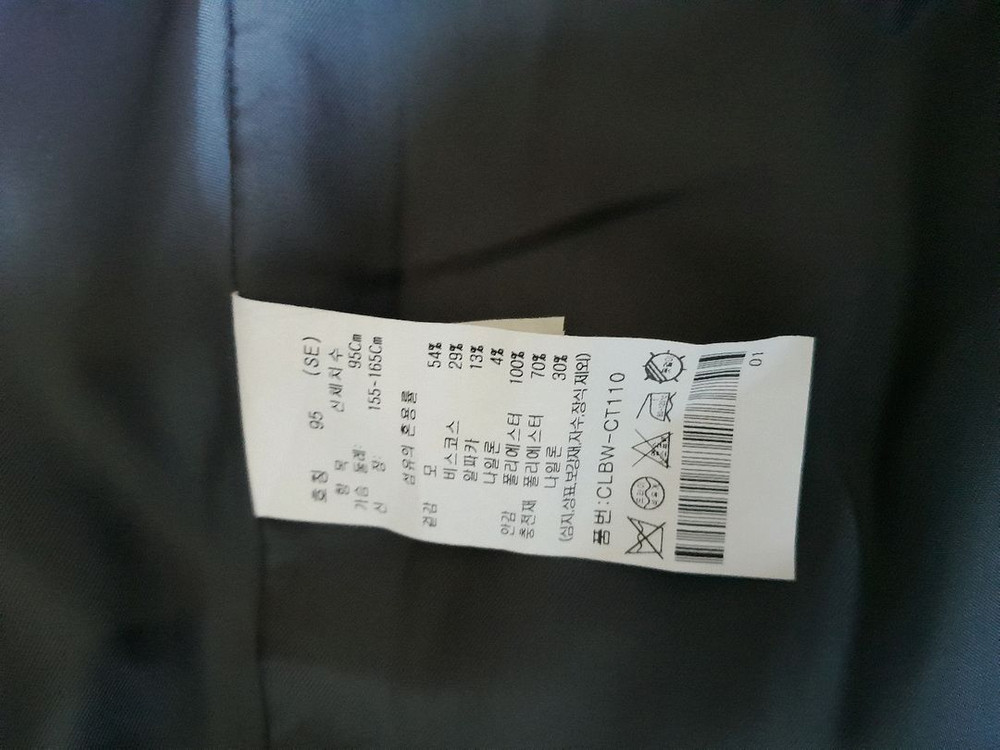 호칭 95 (SE)
항 목 신체치수
가슴 둘레: 95Cm
신 장: 155-165Cm
섬유의 혼용률
겉감 모 54%
비스코스 29%
알파카 13%
나일론 4%
안감 폴리에스터 100%
충전재 폴리에스터 70%
나일론 30%
(심지,상표,보강재,자수,장식 제외)
품번:CLBW-CT110
01